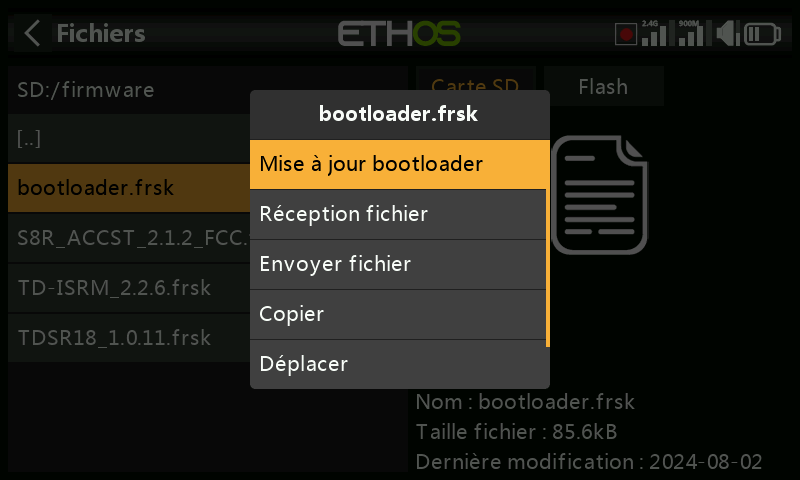 Fichiers
ETHOS
2.4G
900M
SD:/firmware
Carte SD
Flash
[..]
bootloader.frsk
S8R_ACCST_2.1.2_FCC.
TD-ISRM_2.2.6.frsk
TDSR18_1.0.11.frsk
bootloader.frsk
Mise à jour bootloader
Réception fichier
Envoyer fichier
Copier
Déplacer
Nom : bootloader.frsk
Taille fichier : 85.6kB
Dernière modification : 2024-08-02